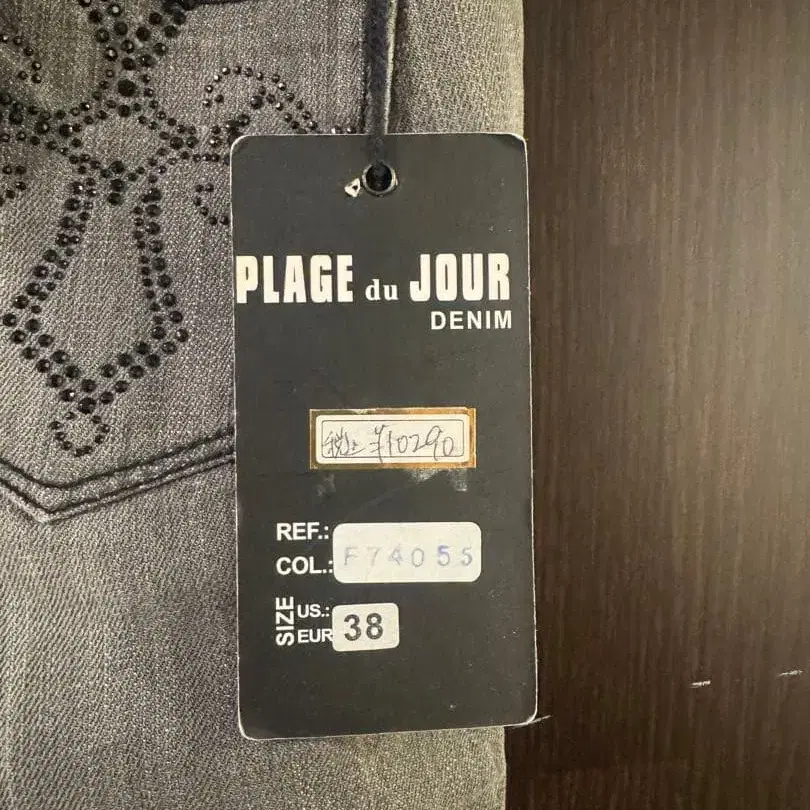 PLAGE du JOUR
DENIM
税込 ¥10290
REF.:
COL.:
F74055
SIZE
US.:
EUR
38